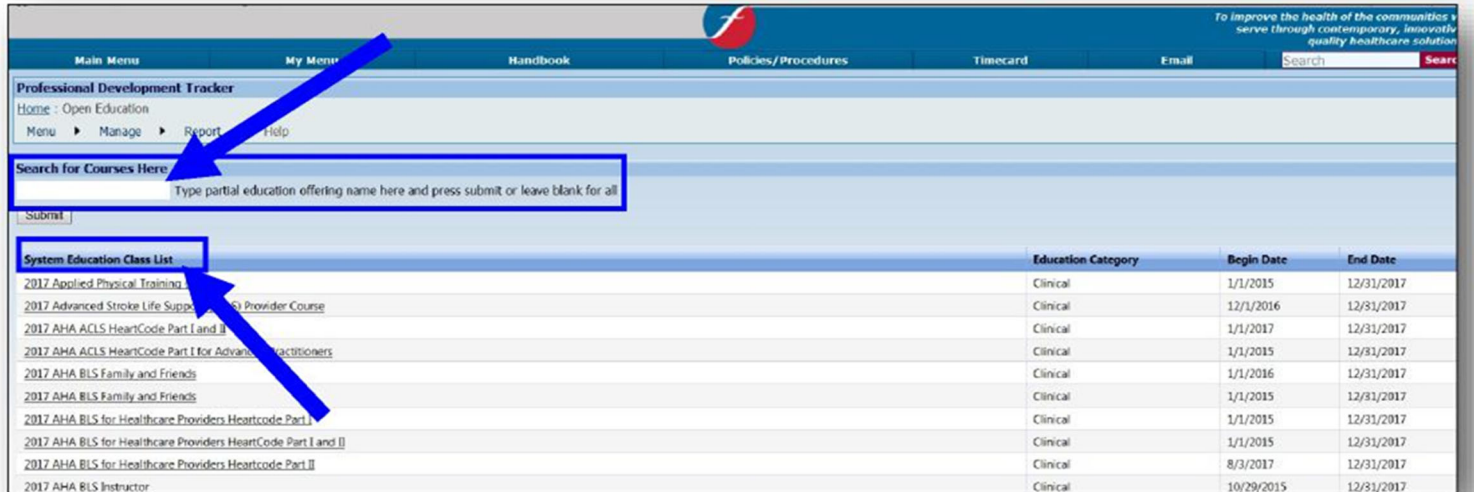 To improve the health of the communities
serve through contemporary,
quality healthcare
Main Menu My Menu Handbook Policies/Procedures Timecard Email Search
Professional Development Tracker
Home : Open Education
Menu Manage Report Help
Search for Courses Here
Type partial education offering name here and press submit or leave blank for all
Submit
System Education Class List Education Category Begin Date End Date
2017 Applied Physical Training Clinical 1/1/2015 12/31/2017
2017 Advanced Stroke Life Provider Course Clinical 12/1/2016 12/31/2017
2017 AHA ACLS HeartCode Part I and II Clinical 1/1/2017 12/31/2017
2017 AHA ACLS HeartCode Part I for Clinical 1/1/2015 12/31/2017
2017 AHA BLS Family and Friends Clinical 1/1/2016 12/31/2017
2017 AHA BLS Family and Friends Clinical 1/1/2015 12/31/2017
2017 AHA BLS for Healthcare Providers Heartcode Part I Clinical 1/1/2015 12/31/2017
2017 AHA BLS for Healthcare Providers HeartCode Part I and II Clinical 1/1/2015 12/31/2017
2017 AHA BLS for Healthcare Providers Heartcode Part II Clinical 8/3/2017 12/31/2017
2017 AHA BLS Instructor Clinical 10/29/2015 12/31/2017